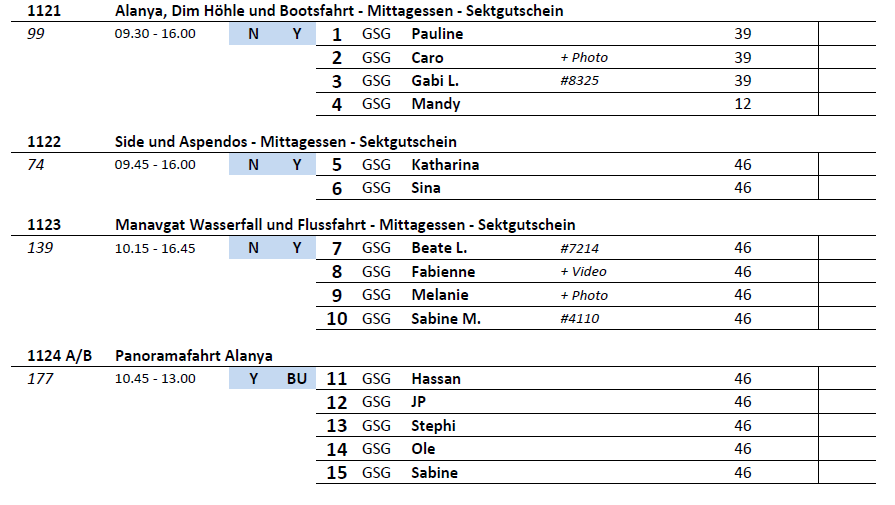 1121 Alanya, Dim Höhle und Bootsfahrt - Mittagessen - Sektgutschein
99 09.30 - 16.00 N Y 1 GSG Pauline 39
2 GSG Caro + Photo 39
3 GSG Gabi L. #8325 39
4 GSG Mandy 12
1122 Side und Aspendos - Mittagessen - Sektgutschein
74 09.45 - 16.00 N Y 5 GSG Katharina 46
6 GSG Sina 46
1123 Manavgat Wasserfall und Flussfahrt - Mittagessen - Sektgutschein
139 10.15 - 16.45 N Y 7 GSG Beate L. #7214 46
8 GSG Fabienne + Video 46
9 GSG Melanie + Photo 46
10 GSG Sabine M. #4110 46
1124 A/B Panoramafahrt Alanya
177 10.45 - 13.00 Y BU 11 GSG Hassan 46
12 GSG JP 46
13 GSG Stephi 46
14 GSG Ole 46
15 GSG Sabine 46